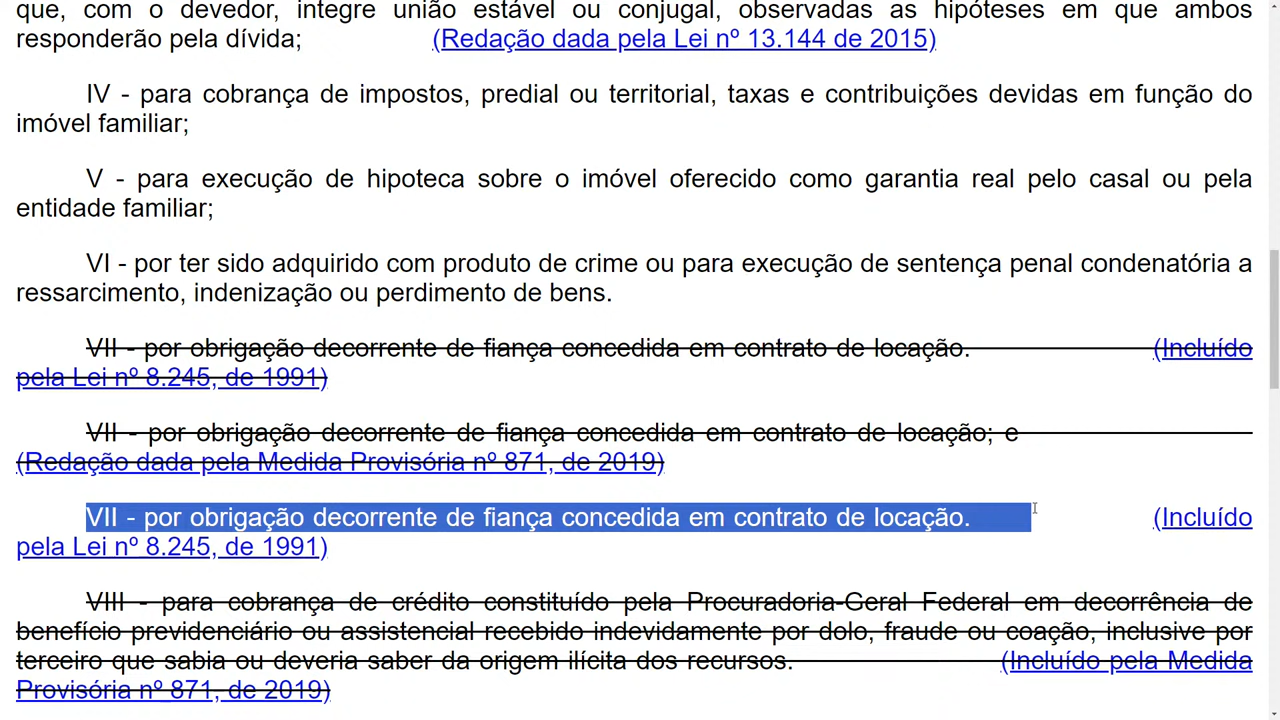 que, com o devedor, integre união estável ou conjugal, observadas as hipóteses em que ambos
responderão pela dívida; (Redação dada pela Lei nº 13.144 de 2015)
IV - para cobrança de impostos, predial ou territorial, taxas e contribuições devidas em função do
imóvel familiar;
V - para execução de hipoteca sobre o imóvel oferecido como garantia real pelo casal ou pela
entidade familiar;
VI - por ter sido adquirido com produto de crime ou para execução de sentença penal condenatória a
ressarcimento, indenização ou perdimento de bens.
VII - por obrigação decorrente de fiança concedida em contrato de locação. (Incluído
pela Lei nº 8.245, de 1991)
VII - por obrigação decorrente de fiança concedida em contrato de locação; e
(Redação dada pela Medida Provisória nº 871, de 2019)
VII - por obrigação decorrente de fiança concedida em contrato de locação. (Incluído
pela Lei nº 8.245, de 1991)
VIII - para cobrança de crédito constituído pela Procuradoria-Geral Federal em decorrência de
benefício previdenciário ou assistencial recebido indevidamente por dolo, fraude ou coação, inclusive por
terceiro que sabia ou deveria saber da origem ilícita dos recursos. (Incluído pela Medida
Provisória nº 871, de 2019)